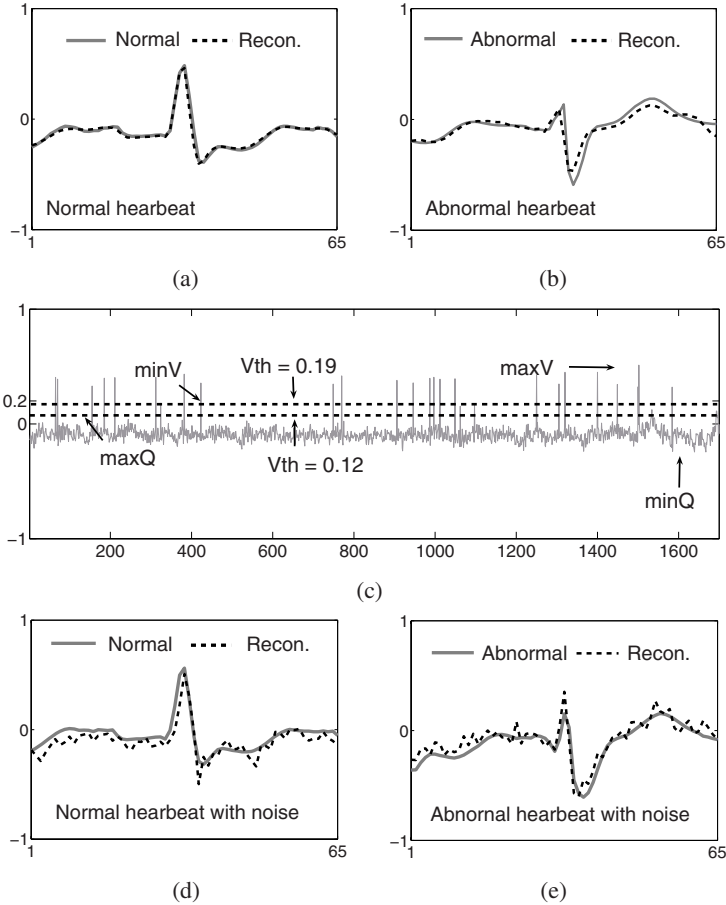 1
Normal
Recon.
0
Normal hearbeat
−1
1
65
(a)
1
Abnormal
Recon.
0
Abnormal hearbeat
−1
1
65
(b)
1
minV
Vth = 0.19
maxV
0.2
0
maxQ
Vth = 0.12
minQ
−1
200
400
600
800
1000
1200
1400
1600
(c)
1
Normal
Recon.
0
Normal hearbeat with noise
−1
1
65
(d)
1
Abnormal
Recon.
0
Abnornal hearbeat with noise
−1
1
65
(e)